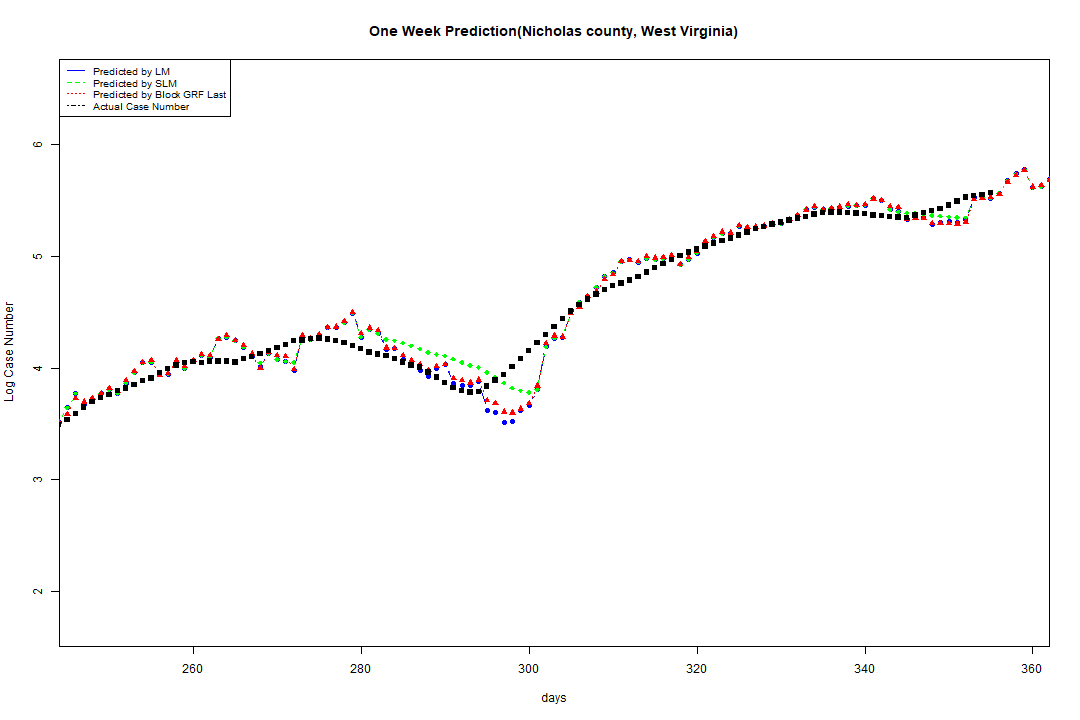 One Week Prediction(Nicholas county, West Virginia)
Predicted by LM
Predicted by SLM
Predicted by Block GRF Last
Actual Case Number
6
5
4
3
2
Log Case Number
260
280
300
320
340
360
days